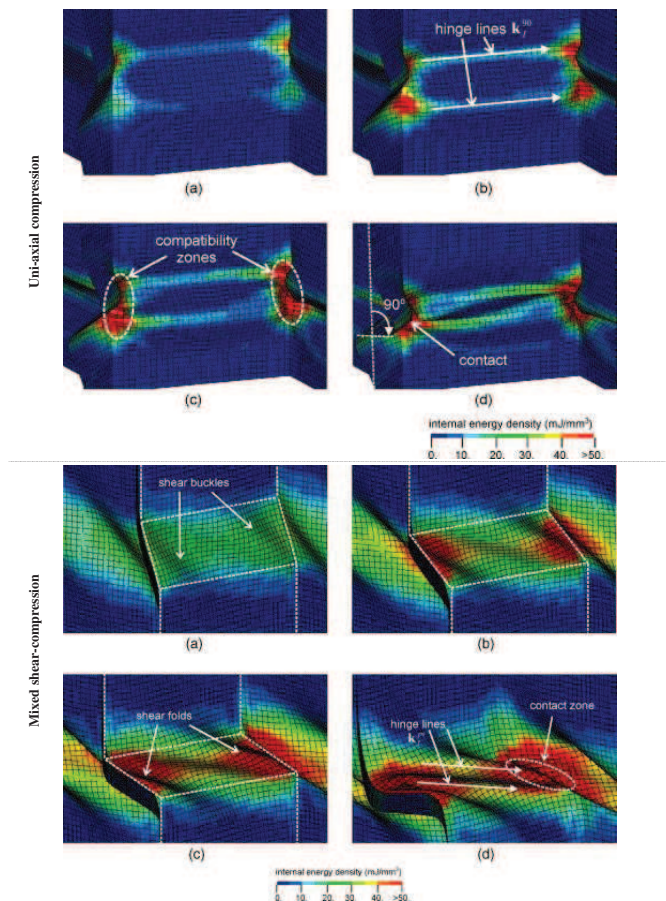 Uni-axial compression
hinge lines k
(a)
(b)
compatibility
zones
90°
contact
(c)
(d)
internal energy density (mJ/mm³)
0. 10. 20. 30. 40. >50.
Mixed shear-compression
shear buckles
(a)
(b)
shear folds
contact zone
hinge lines
k
(c)
(d)
internal energy density (mJ/mm³)
0. 10. 20. 30. 40. >50.